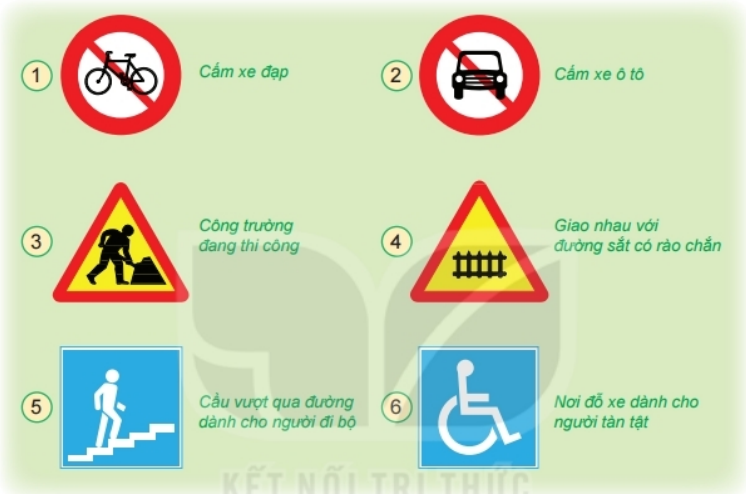 1
Cấm xe đạp
2
Cấm xe ô tô
3
Công trường
đang thi công
4
Giao nhau với
đường sắt có rào chắn
5
Cầu vượt qua đường
dành cho người đi bộ
6
Nơi đỗ xe dành cho
người tàn tật
KẾT NỐI TRI THỨC